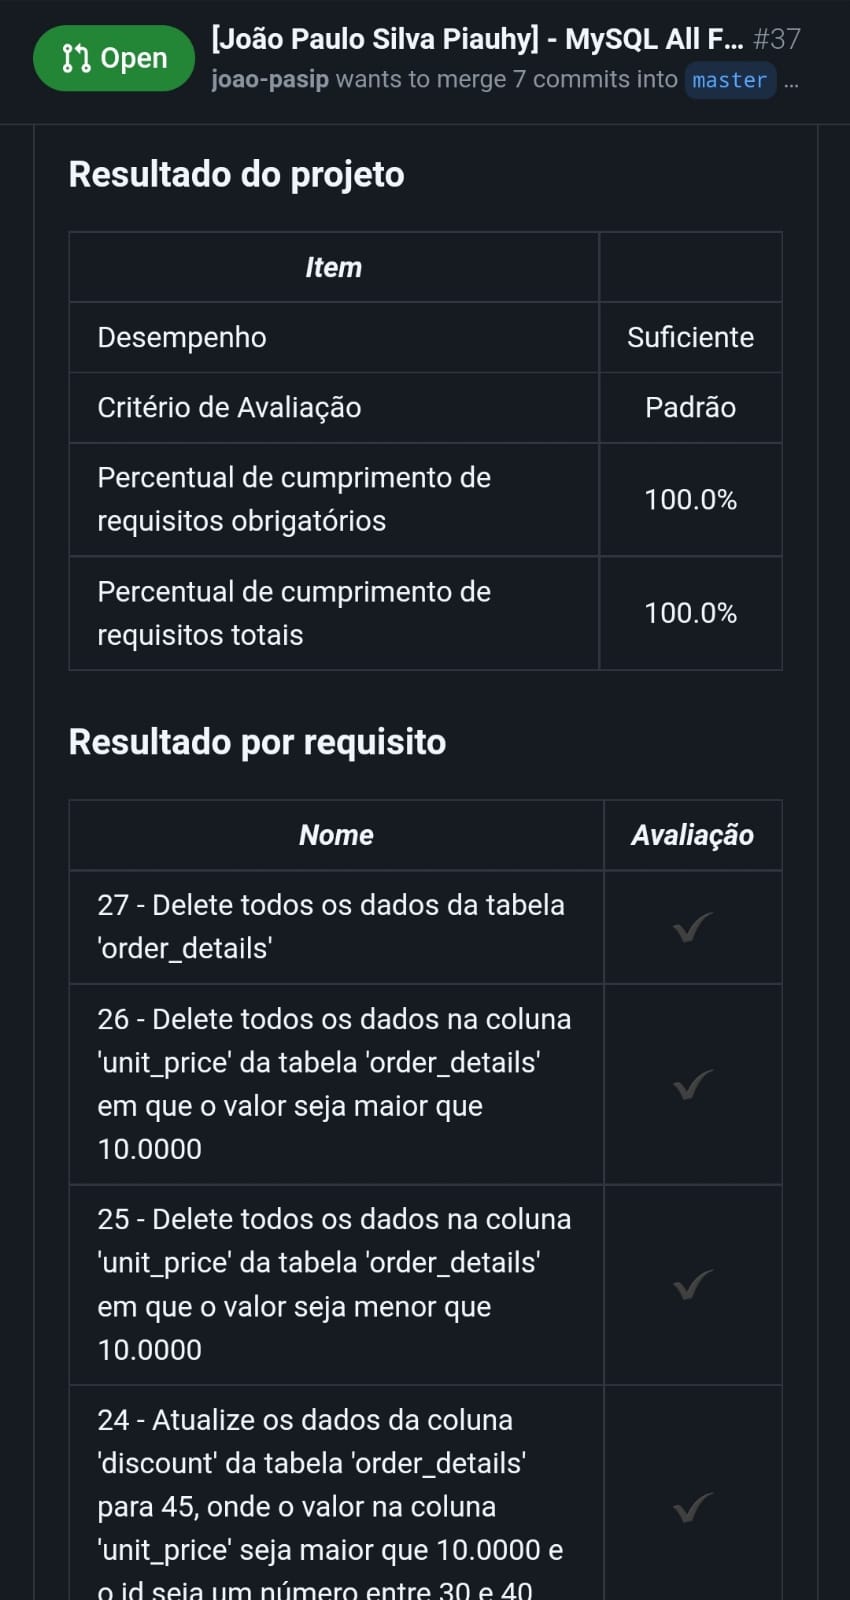 Open
[João Paulo Silva Piauhy] - MySQL All F... #37
joao-pasip wants to merge 7 commits into master ...
Resultado do projeto
Item
Desempenho Suficiente
Critério de Avaliação Padrão
Percentual de cumprimento de
requisitos obrigatórios
100.0%
Percentual de cumprimento de
requisitos totais
100.0%
Resultado por requisito
Nome Avaliação
27 - Delete todos os dados da tabela
'order_details'
26 - Delete todos os dados na coluna
'unit_price' da tabela 'order_details'
em que o valor seja maior que
10.0000
25 - Delete todos os dados na coluna
'unit_price' da tabela 'order_details'
em que o valor seja menor que
10.0000
24 - Atualize os dados da coluna
'discount' da tabela 'order_details'
para 45, onde o valor na coluna
'unit_price' seja maior que 10.0000 e
o id seja um número entre 30 e 40